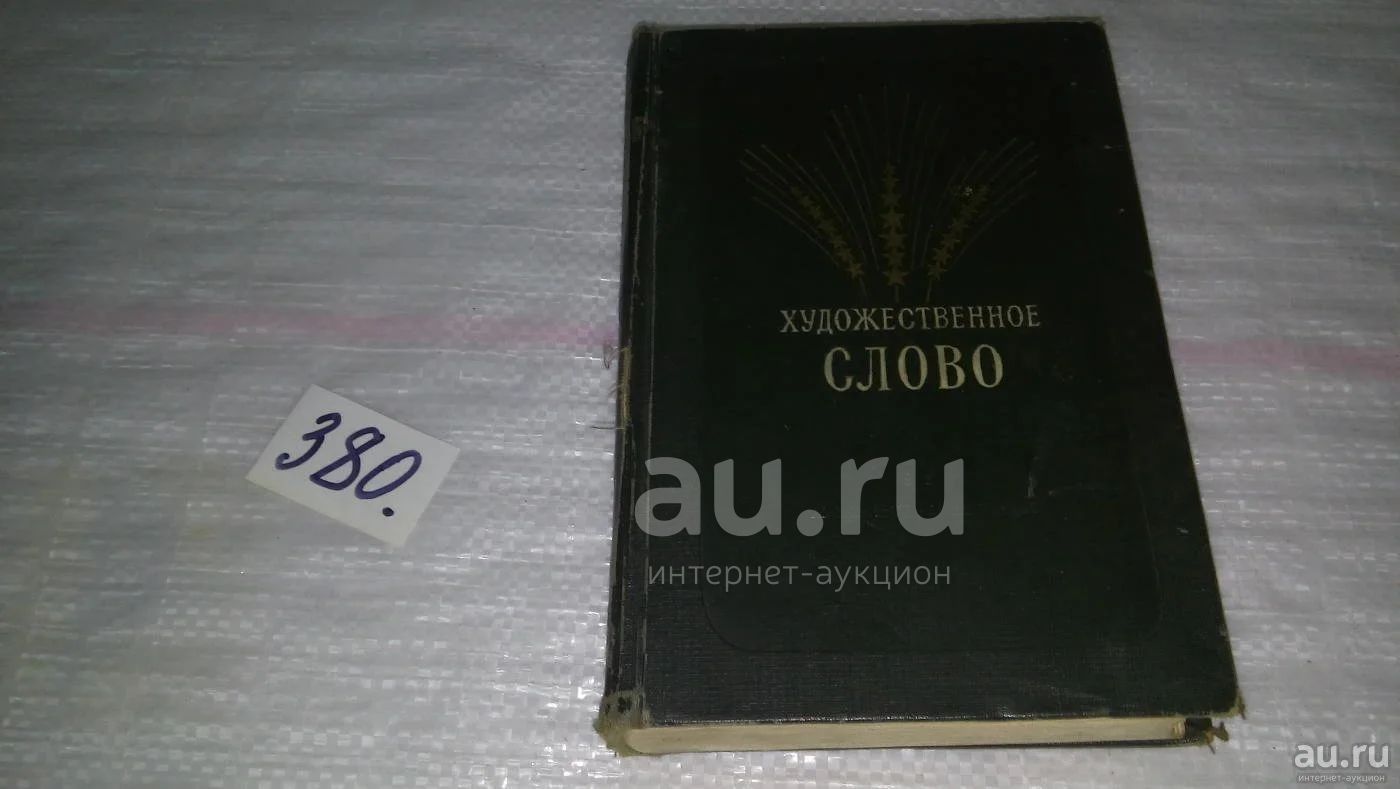 ХУДОЖЕСТВЕННОЕ
СЛОВО
380.
au.ru
интернет-аукцион
au.ru
интернет-аукцион